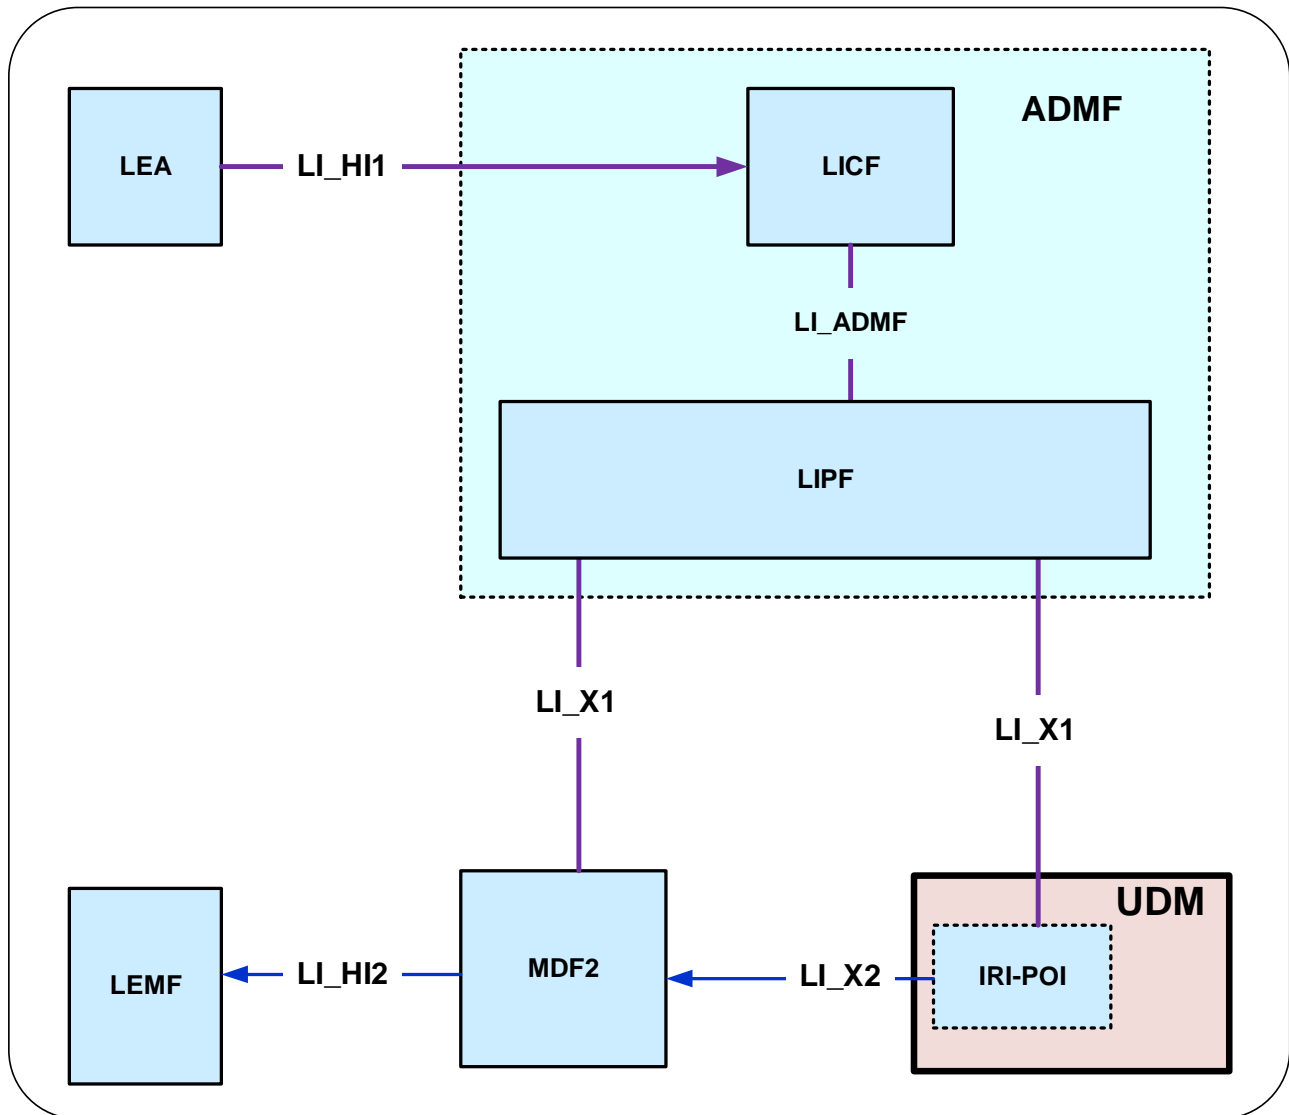 ADMF
LEA
LI_HI1
LICF
LI_ADMF
LIPF
LI_X1
LI_X1
UDM
LEMF
LI_HI2
MDF2
LI_X2
IRI-POI